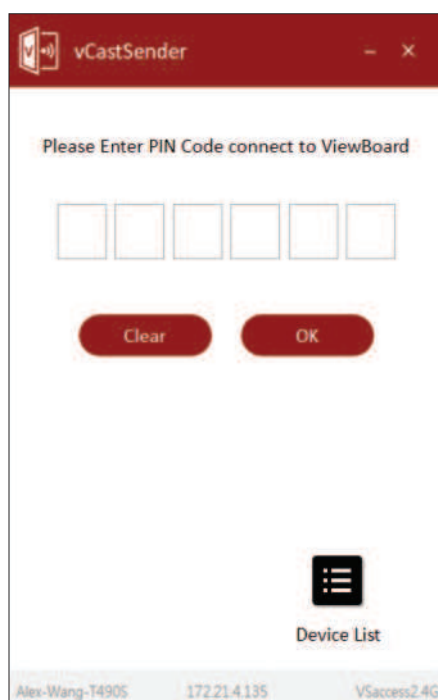 vCastSender
Please Enter PIN Code connect to ViewBoard
Clear
OK
Device List
Alex-Wang-T490S 172.21.4.135 VSaccess2.4G